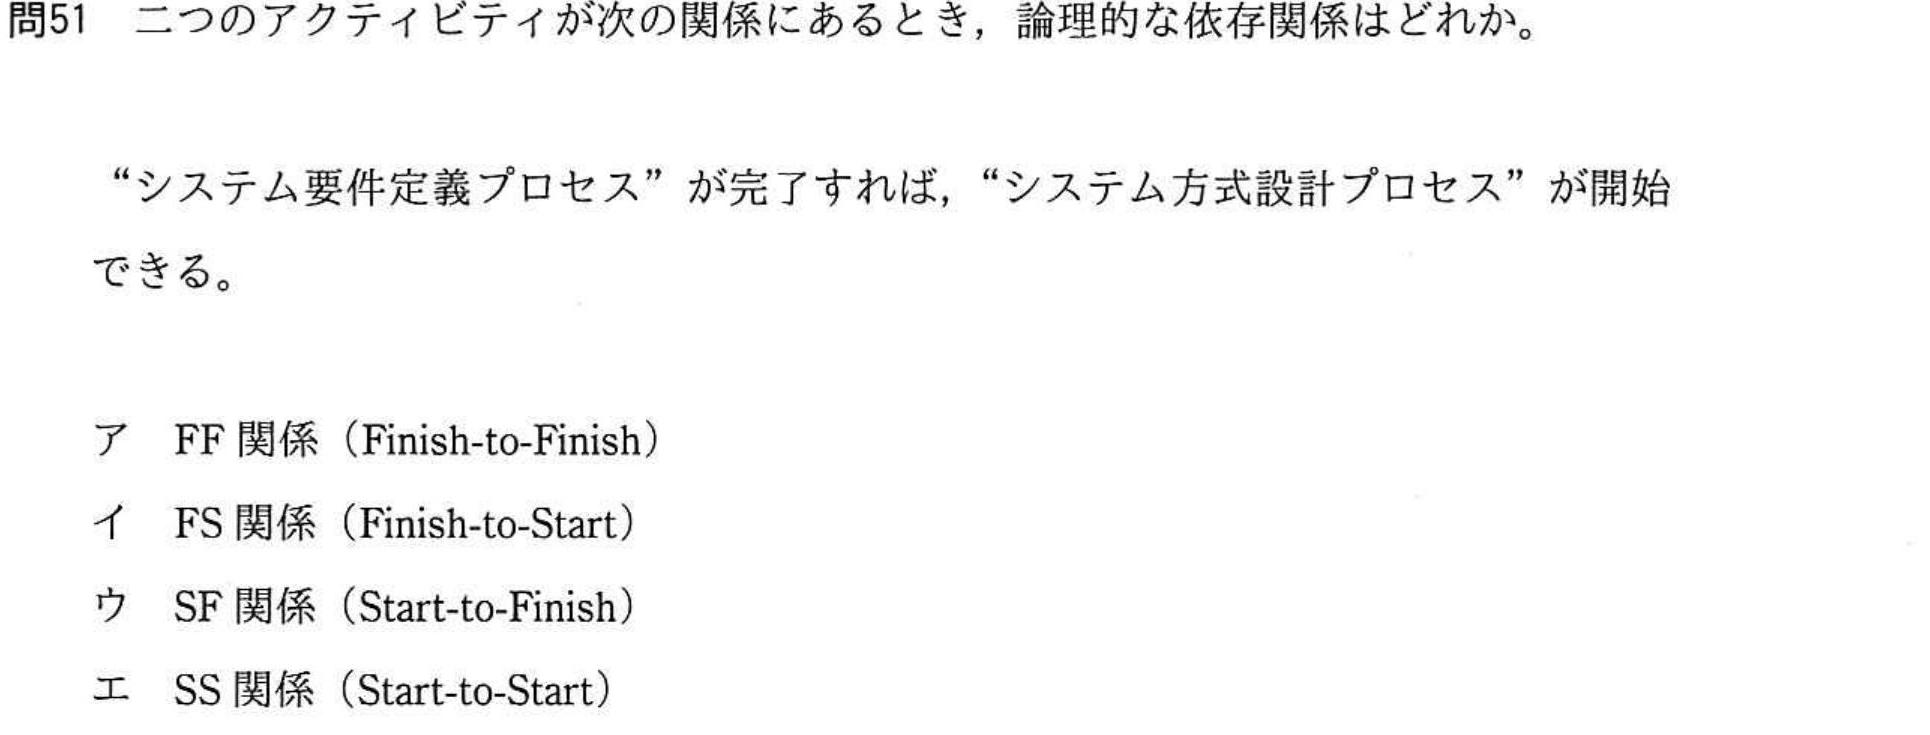 問51 二つのアクティビティが次の関係にあるとき，論理的な依存関係はどれか。
“システム要件定義プロセス”が完了すれば，“システム方式設計プロセス”が開始
できる。
ア FF 関係（Finish-to-Finish）
イ FS 関係（Finish-to-Start）
ウ SF 関係（Start-to-Finish）
エ SS 関係（Start-to-Start）